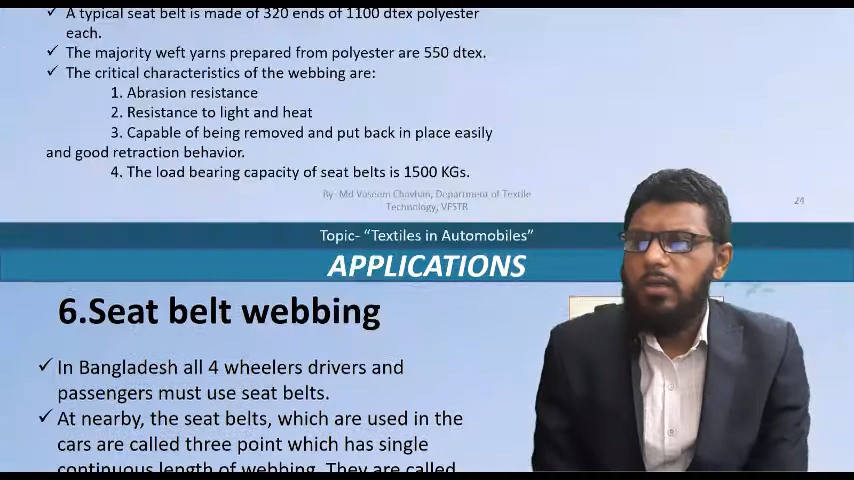 ✓ A typical seat belt is made of 320 ends of 1100 dtex polyester
each.
✓ The majority weft yarns prepared from polyester are 550 dtex.
✓ The critical characteristics of the webbing are:
1. Abrasion resistance
2. Resistance to light and heat
3. Capable of being removed and put back in place easily
and good retraction behavior.
4. The load bearing capacity of seat belts is 1500 KGs.
By- Md Vaseem Chavhan, Department of Textile
Technology, VFSTR
24
Topic- “Textiles in Automobiles”
APPLICATIONS
6.Seat belt webbing
✓ In Bangladesh all 4 wheelers drivers and
passengers must use seat belts.
✓ At nearby, the seat belts, which are used in the
cars are called three point which has single
continuous length of webbing. They are called